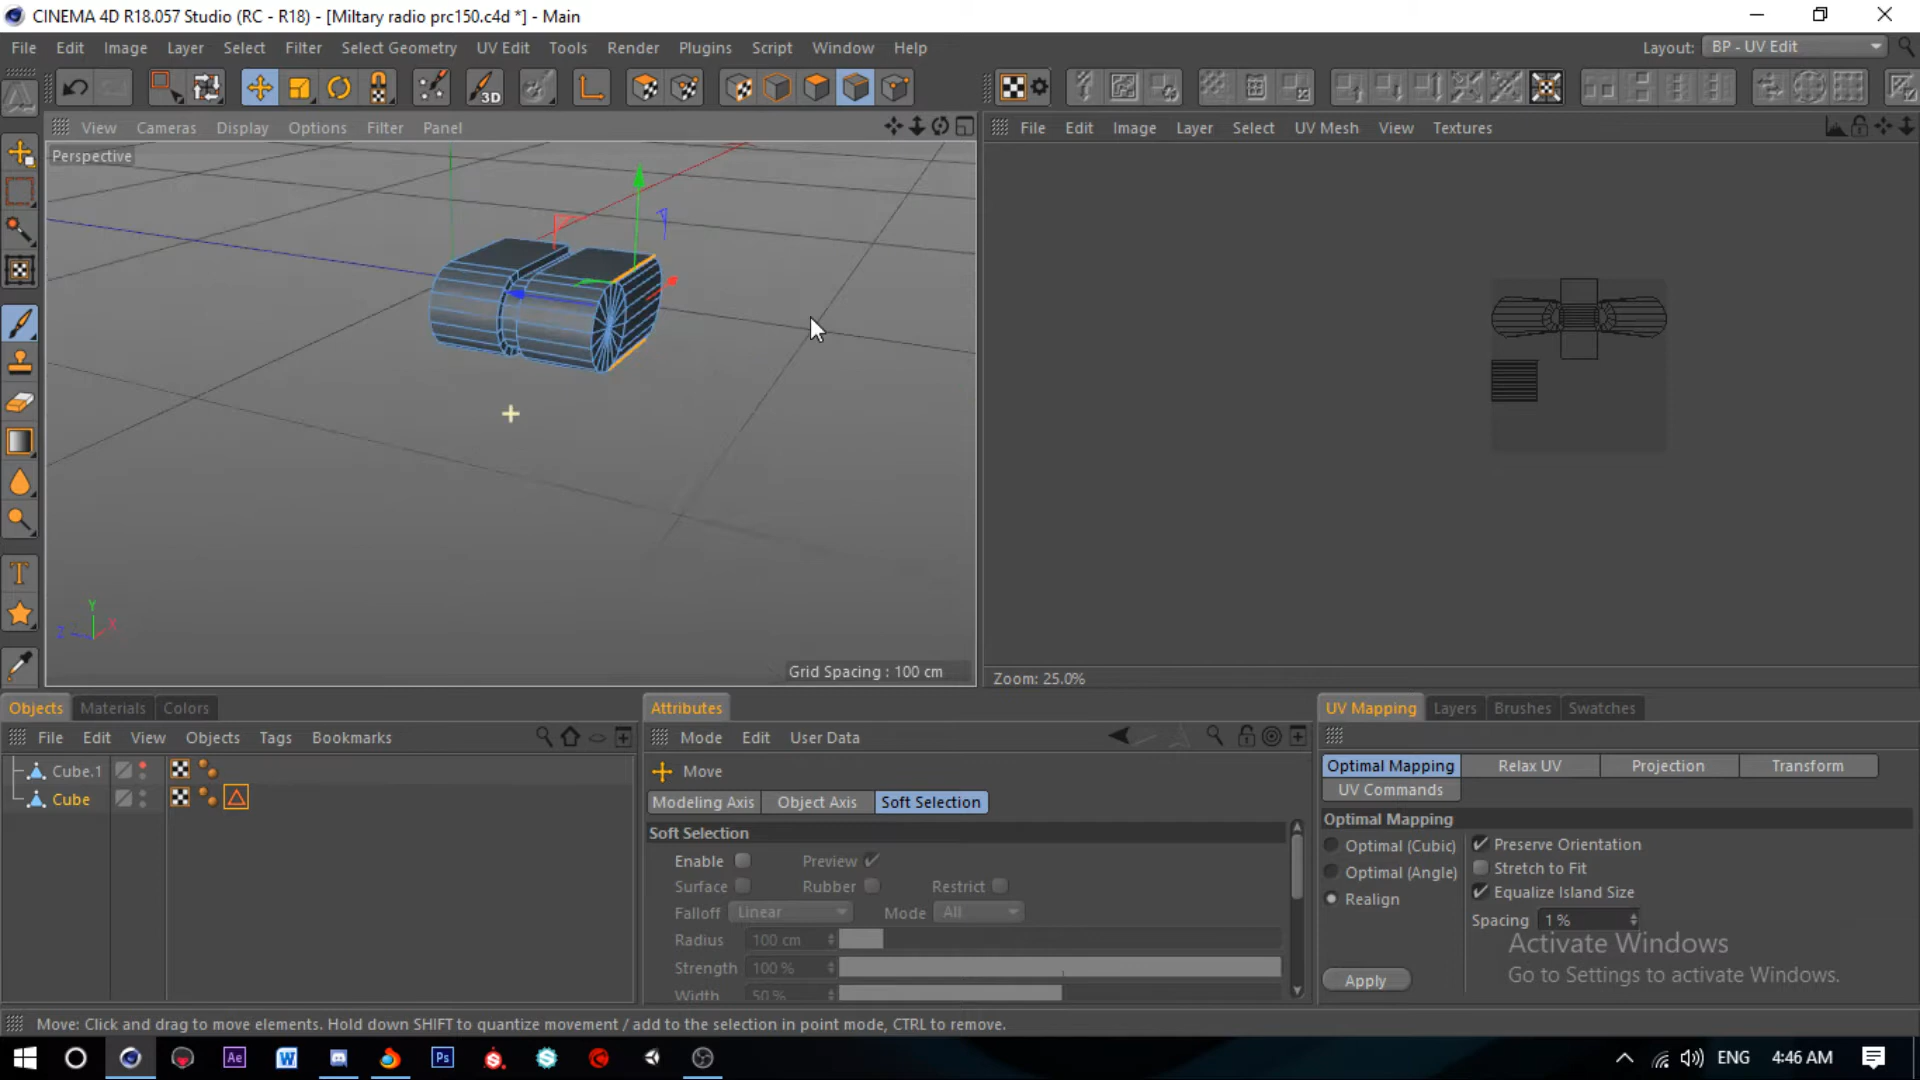 CINEMA 4D R18.057 Studio (RC - R18) - [Miltary radio prc150.c4d *] - Main
File Edit Image Layer Select Filter Select Geometry UV Edit Tools Render Plugins Script Window Help Layout: BP - UV Edit
3D
View Cameras Display Options Filter Panel
File Edit Image Layer Select UV Mesh View Textures
Perspective
Y
Z X
Grid Spacing : 100 cm
Zoom: 25.0%
Objects Materials Colors
Attributes
UV Mapping Layers Brushes Swatches
File Edit View Objects Tags Bookmarks
Mode Edit User Data
Cube.1
Cube
Move
Modeling Axis Object Axis Soft Selection
Soft Selection
Enable Preview
Surface Rubber Restrict
Falloff Linear Mode All
Radius 100 cm
Strength 100 %
Width 50 %
Optimal Mapping Relax UV Projection Transform
UV Commands
Optimal Mapping
Optimal (Cubic) Preserve Orientation
Optimal (Angle) Stretch to Fit
Realign Equalize Island Size
Spacing 1 %
Activate Windows
Go to Settings to activate Windows.
Apply
Move: Click and drag to move elements. Hold down SHIFT to quantize movement / add to the selection in point mode, CTRL to remove.
Ae W Ps ENG 4:46 AM